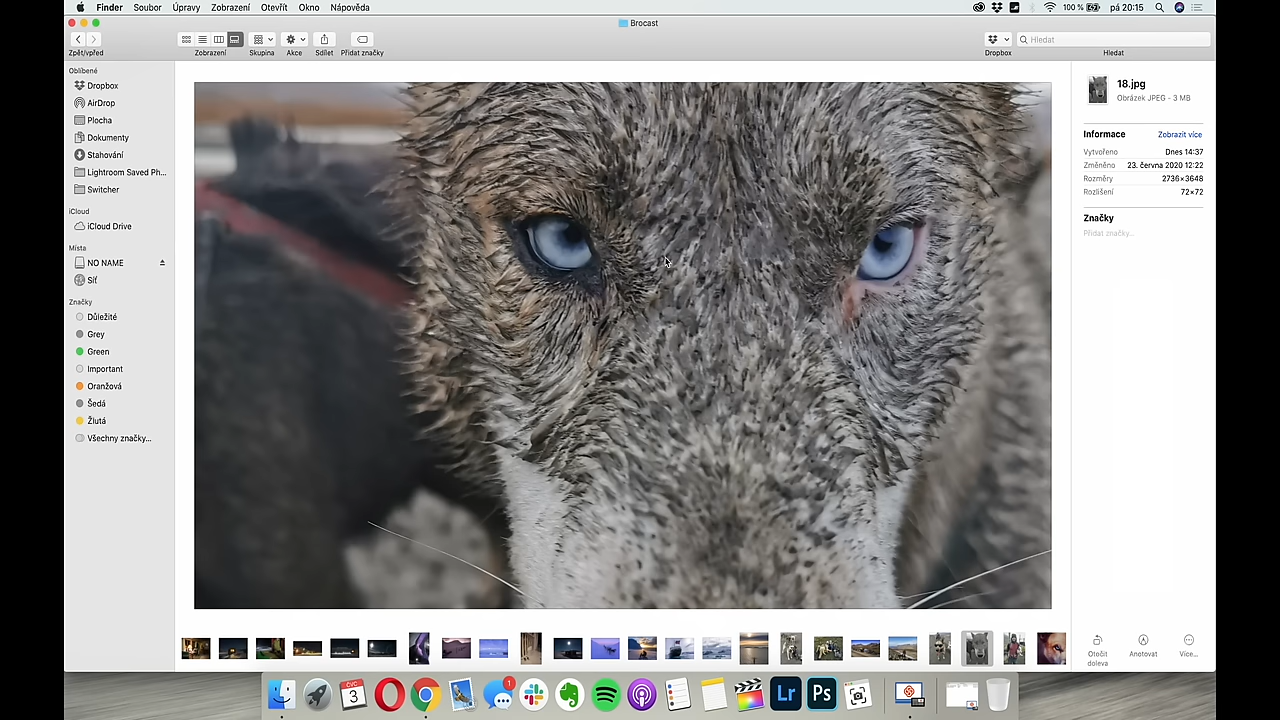 Finder Soubor Úpravy Zobrazení Otevřít Okno Nápověda 100 % pá 20:15
Brocast
Hledat
Zpět/vpřed Zobrazení Skupina Akce Sdílet Přidat značky Dropbox Hledat
Oblíbené
Dropbox
AirDrop
Plocha
Dokumenty
Stahování
Lightroom Saved Ph...
Switcher
iCloud
iCloud Drive
Místa
NO NAME
Síť
Značky
Důležité
Grey
Green
Important
Oranžová
Šedá
Žlutá
Všechny značky...
18.jpg
Obrázek JPEG - 3 MB
Informace Zobrazit více
Vytvořeno Dnes 14:37
Změněno 23. června 2020 12:22
Rozměry 2736×3648
Rozlišení 72×72
Značky
Přidat značky...
Otočit doleva
Anotovat
Více...
ČVC
3
1
Lr
Ps